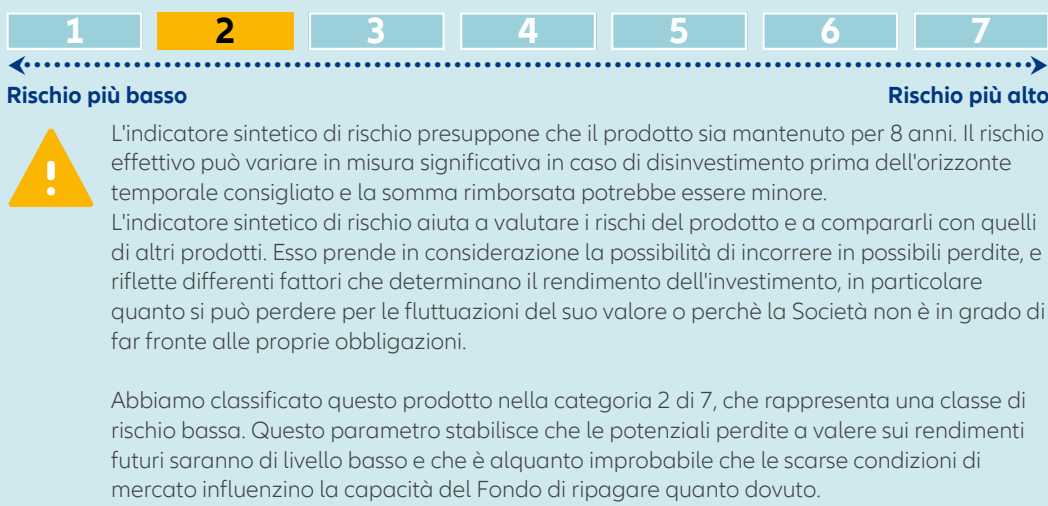 1 2 3 4 5 6 7
Rischio più basso Rischio più alto
L'indicatore sintetico di rischio presuppone che il prodotto sia mantenuto per 8 anni. Il rischio
effettivo può variare in misura significativa in caso di disinvestimento prima dell'orizzonte
temporale consigliato e la somma rimborsata potrebbe essere minore.
L'indicatore sintetico di rischio aiuta a valutare i rischi del prodotto e a compararli con quelli
di altri prodotti. Esso prende in considerazione la possibilità di incorrere in possibili perdite, e
riflette differenti fattori che determinano il rendimento dell'investimento, in particolare
quanto si può perdere per le fluttuazioni del suo valore o perchè la Società non è in grado di
far fronte alle proprie obbligazioni.
Abbiamo classificato questo prodotto nella categoria 2 di 7, che rappresenta una classe di
rischio bassa. Questo parametro stabilisce che le potenziali perdite a valere sui rendimenti
futuri saranno di livello basso e che è alquanto improbabile che le scarse condizioni di
mercato influenzino la capacità del Fondo di ripagare quanto dovuto.